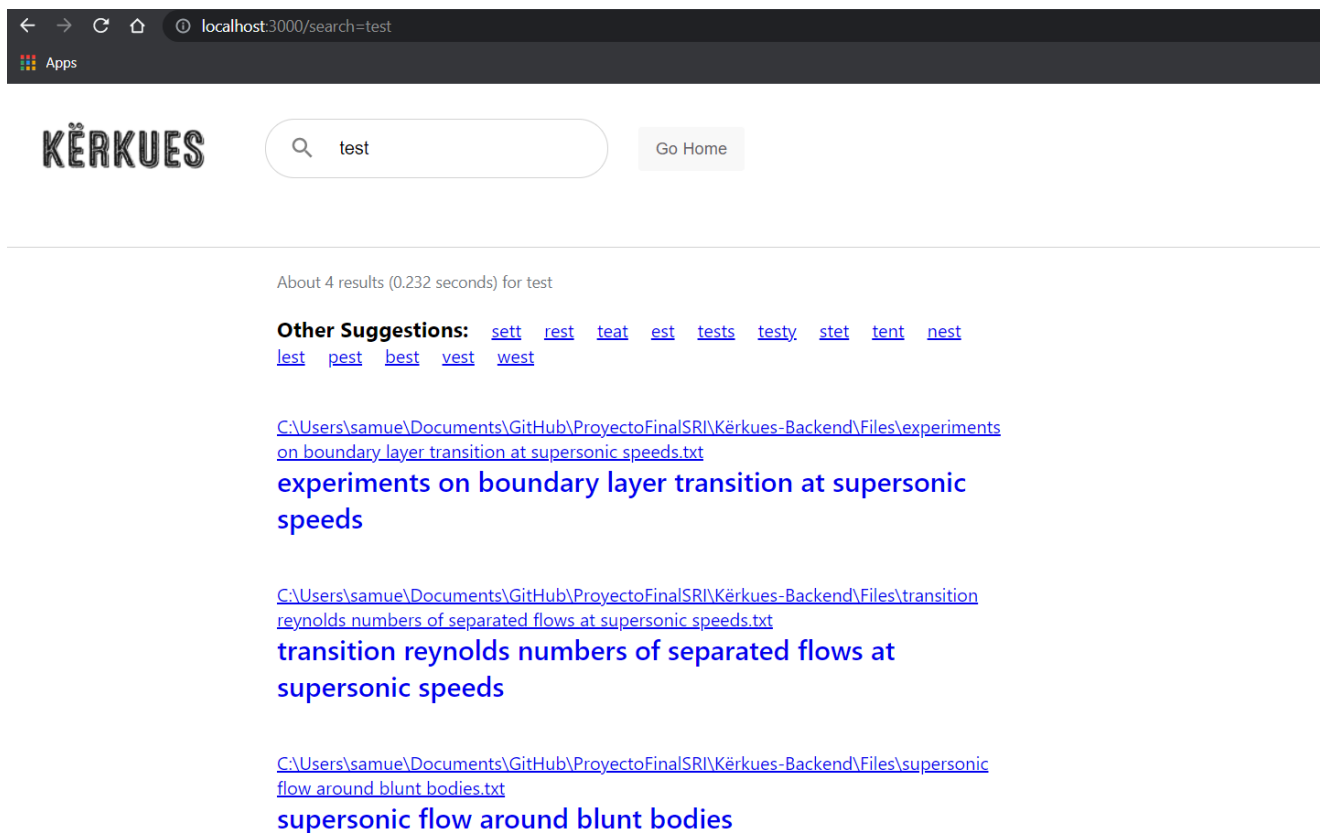 localhost:3000/search=test
Apps
KËRKUES
test
Go Home
About 4 results (0.232 seconds) for test
Other Suggestions: sett rest teat est tests testy stet tent nest
lest pest best vest west
C:\Users\samue\Documents\GitHub\ProyectoFinalSRI\Kërkues-Backend\Files\experiments
on boundary layer transition at supersonic speeds.txt
experiments on boundary layer transition at supersonic
speeds
C:\Users\samue\Documents\GitHub\ProyectoFinalSRI\Kërkues-Backend\Files\transition
reynolds numbers of separated flows at supersonic speeds.txt
transition reynolds numbers of separated flows at
supersonic speeds
C:\Users\samue\Documents\GitHub\ProyectoFinalSRI\Kërkues-Backend\Files\supersonic
flow around blunt bodies.txt
supersonic flow around blunt bodies